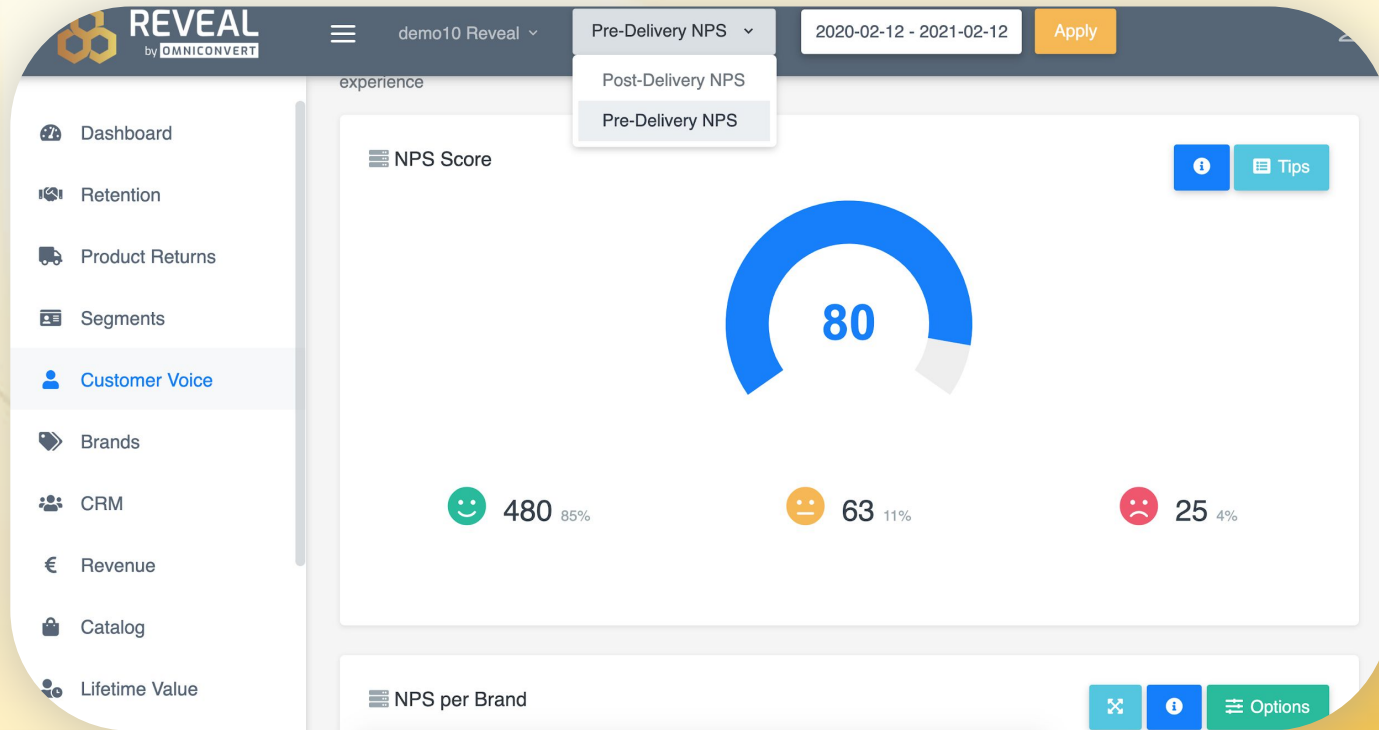 REVEAL
by OMNICONVERT
demo10 Reveal
Pre-Delivery NPS
2020-02-12 - 2021-02-12
Apply
Post-Delivery NPS
Pre-Delivery NPS
experience
Dashboard
Retention
Product Returns
Segments
Customer Voice
Brands
CRM
€ Revenue
Catalog
Lifetime Value
NPS Score
Tips
80
480 85%
63 11%
25 4%
NPS per Brand
Options